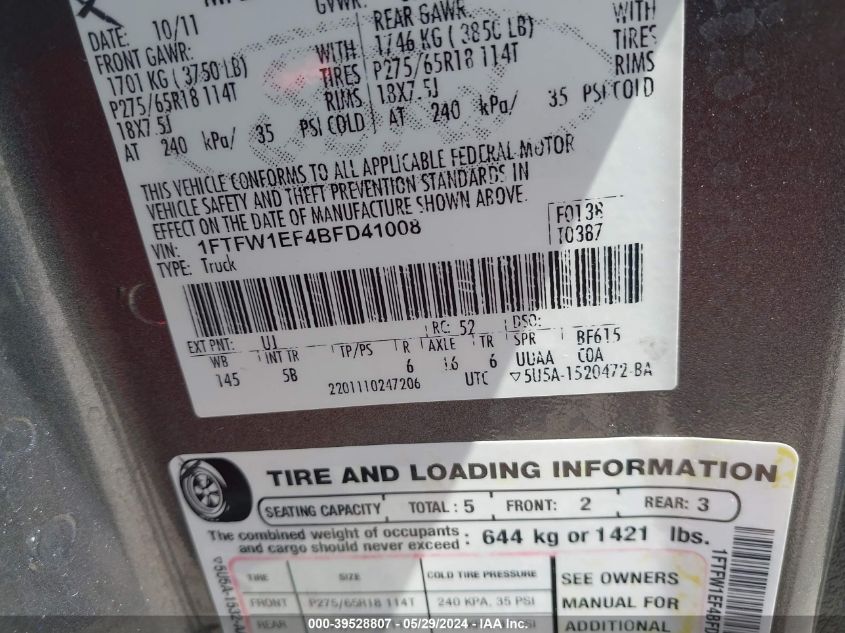 DATE: 10/11
GVWR:
FRONT GAWR:
1701 KG ( 3750 LB)
P275/65R18 114T
18X7.5J
AT 240 kPa/ 35 PSI COLD
WITH
TIRES
RIMS
REAR GAWR:
1746 KG ( 3850 LB)
P275/65R18 114T
18X7.5J
AT 240 kPa/ 35 PSI COLD
WITH
TIRES
RIMS
THIS VEHICLE CONFORMS TO ALL APPLICABLE FEDERAL MOTOR
VEHICLE SAFETY AND THEFT PREVENTION STANDARDS IN
EFFECT ON THE DATE OF MANUFACTURE SHOWN ABOVE.
VIN: 1FTFW1EF4BFD41008
TYPE: Truck
F0138
T0387
EXT PNT: UJ RC: 52 DSO:
WB INT TR TP/PS R AXLE TR SPR BF6T5
145 5B 6 L6 6 UUAA COA
2201110247206 UTC ▽5U5A-1520472-BA
TIRE AND LOADING INFORMATION
SEATING CAPACITY TOTAL : 5 FRONT: 2 REAR: 3
The combined weight of occupants
and cargo should never exceed : 644 kg or 1421 lbs.
TIRE SIZE COLD TIRE PRESSURE
FRONT P275/65R18 114T 240 KPA, 35 PSI
REAR
SEE OWNERS
MANUAL FOR
ADDITIONAL
000-39528807 - 05/29/2024 - IAA Inc.